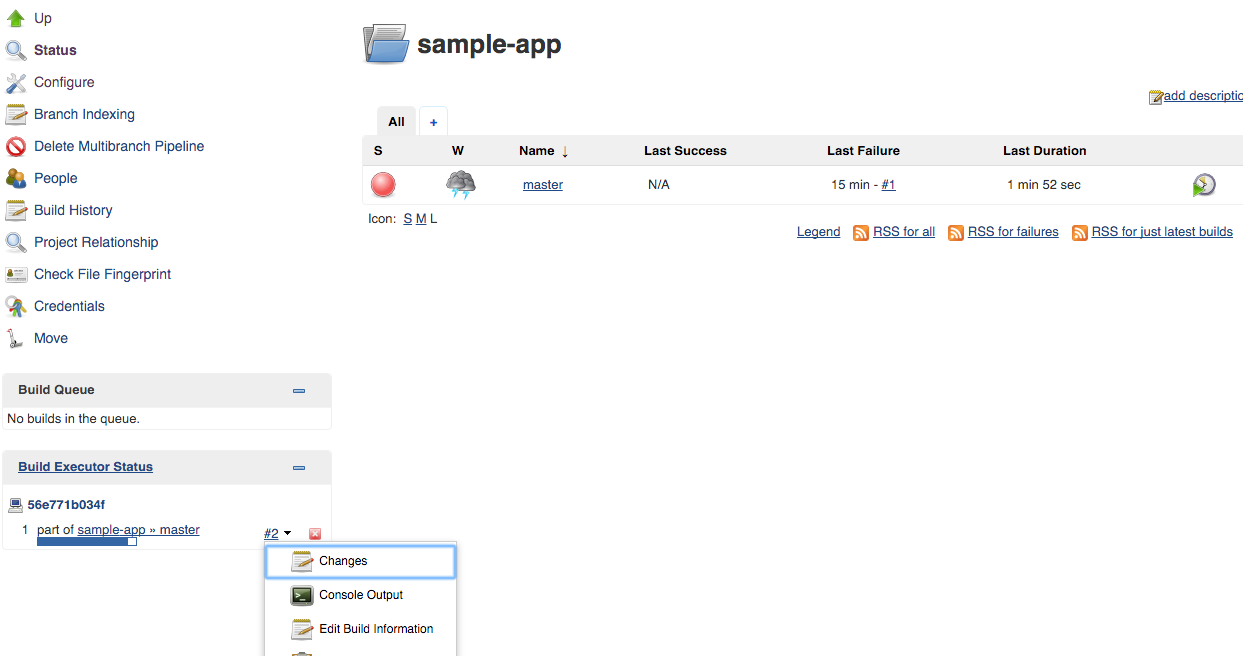 Up
Status
Configure
Branch Indexing
Delete Multibranch Pipeline
People
Build History
Project Relationship
Check File Fingerprint
Credentials
Move
Build Queue
No builds in the queue.
Build Executor Status
56e771b034f
1 part of sample-app » master #2
Changes
Console Output
Edit Build Information
sample-app
add descriptio
All +
S W Name ↓ Last Success Last Failure Last Duration
master N/A 15 min - #1 1 min 52 sec
Icon: S M L
Legend RSS for all RSS for failures RSS for just latest builds